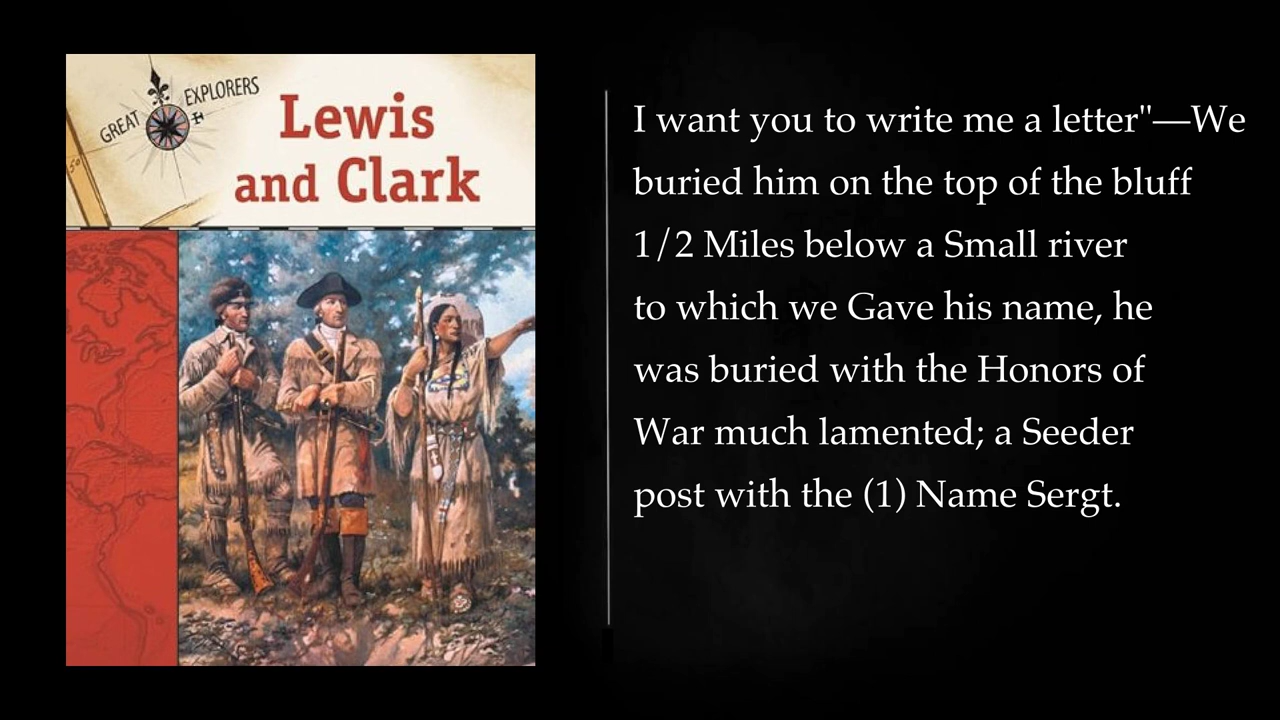 GREAT EXPLORERS
Lewis
and Clark
50
I want you to write me a letter"—We
buried him on the top of the bluff
1/2 Miles below a Small river
to which we Gave his name, he
was buried with the Honors of
War much lamented; a Seeder
post with the (1) Name Sergt.